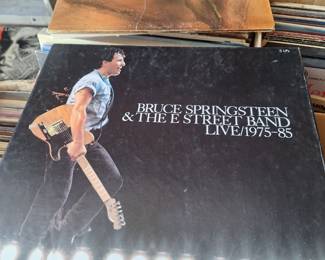 BRUCE SPRINGSTEEN
& THE E STREET BAND
LIVE/1975-85